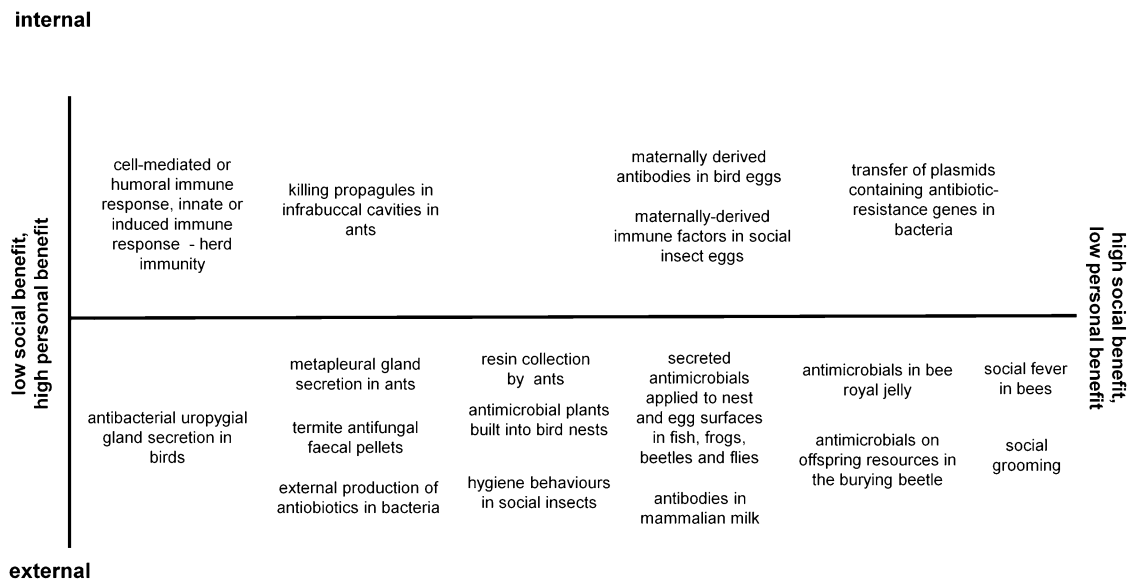 internal
low social benefit,
high personal benefit
cell-mediated or
humoral immune
response, innate or
induced immune
response - herd
immunity
killing propagules in
infrabuccal cavities in
ants
maternally derived
antibodies in bird eggs
maternally-derived
immune factors in social
insect eggs
transfer of plasmids
containing antibiotic-
resistance genes in
bacteria
high social benefit,
low personal benefit
antibacterial uropygial
gland secretion in
birds
metapleural gland
secretion in ants
termite antifungal
faecal pellets
external production of
antiobiotics in bacteria
resin collection
by ants
antimicrobial plants
built into bird nests
hygiene behaviours
in social insects
secreted
antimicrobials
applied to nest
and egg surfaces
in fish, frogs,
beetles and flies
antibodies in
mammalian milk
antimicrobials in bee
royal jelly
antimicrobials on
offspring resources in
the burying beetle
social fever
in bees
social
grooming
external